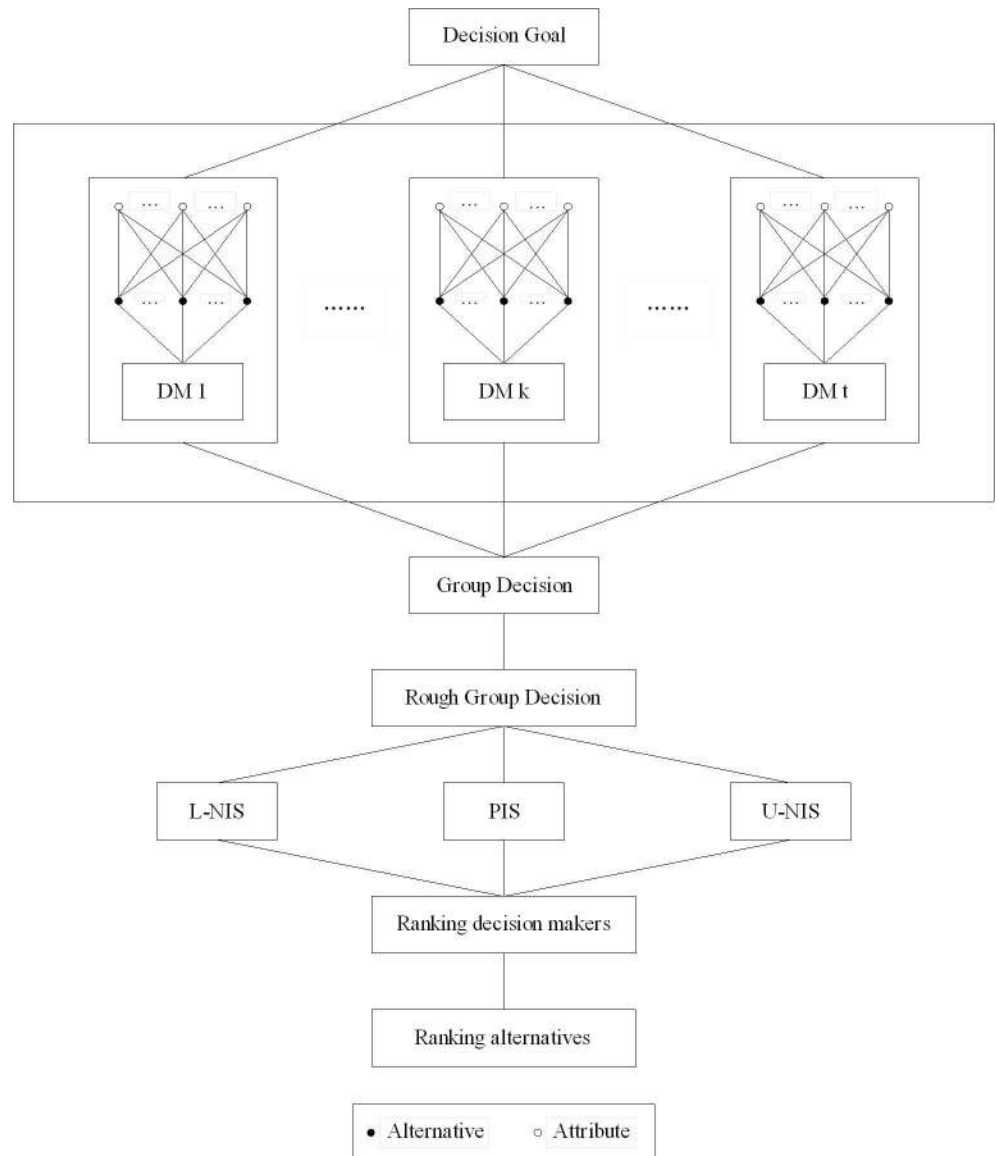 Decision Goal
... ... ... ... ... ...
... ... ... ... ... ...
...... ......
DM 1 DM k DM t
Group Decision
Rough Group Decision
L-NIS PIS U-NIS
Ranking decision makers
Ranking alternatives
Alternative Attribute